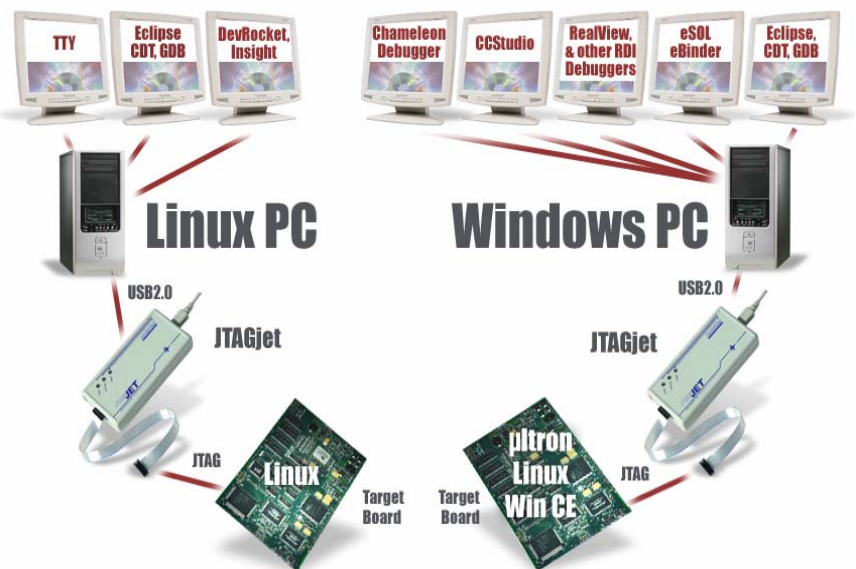 TTY
Eclipse
CDT, GDB
DevRocket,
Insight
Chameleon
Debugger
CCStudio
RealView,
& other RDI
Debuggers
eSOL
eBinder
Eclipse,
CDT, GDB
Linux PC
Windows PC
USB2.0
USB2.0
JTAGjet
JTAGjet
JET
JET
JTAG
Linux
Target
Board
Target
Board
µItron
Linux
Win CE
JTAG